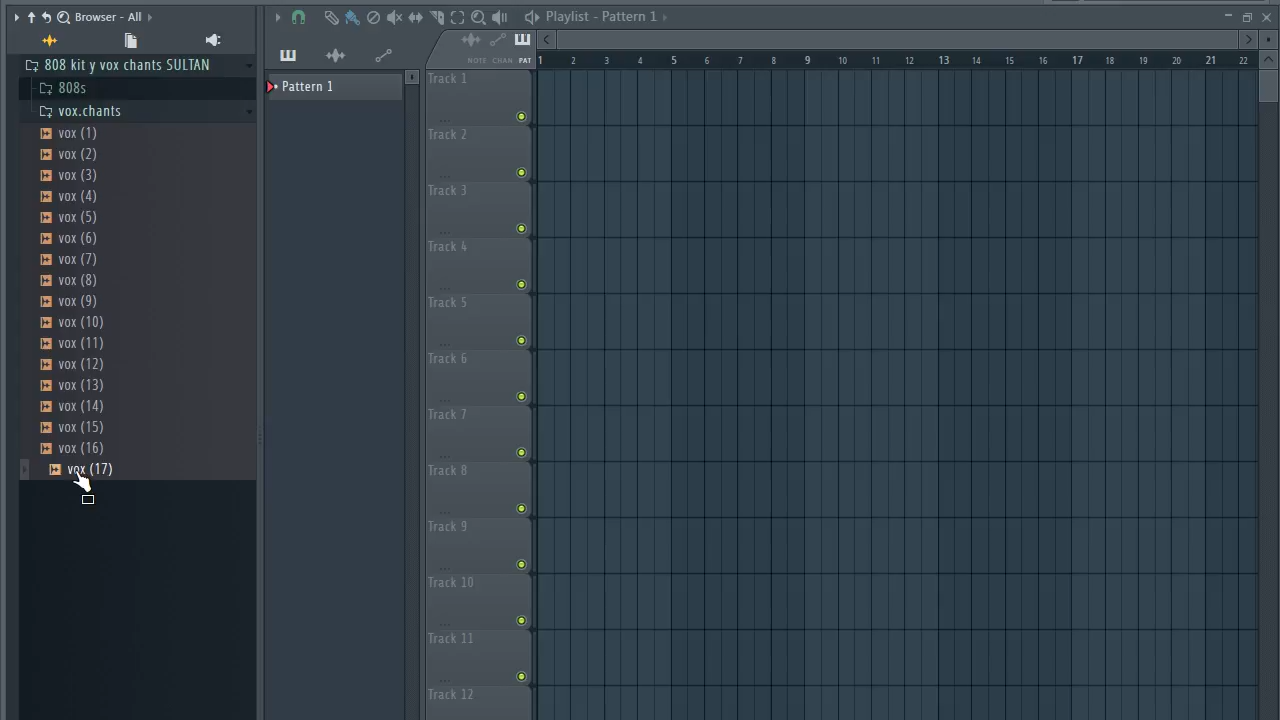 Browser - All
808 kit y vox chants SULTAN
808s
vox.chants
vox (1)
vox (2)
vox (3)
vox (4)
vox (5)
vox (6)
vox (7)
vox (8)
vox (9)
vox (10)
vox (11)
vox (12)
vox (13)
vox (14)
vox (15)
vox (16)
vox (17)
Pattern 1
Playlist - Pattern 1
NOTE CHAN PAT
1 2 3 4 5 6 7 8 9 10 11 12 13 14 15 16 17 18 19 20 21 22
Track 1
...
Track 2
...
Track 3
...
Track 4
...
Track 5
...
Track 6
...
Track 7
...
Track 8
...
Track 9
...
Track 10
...
Track 11
...
Track 12